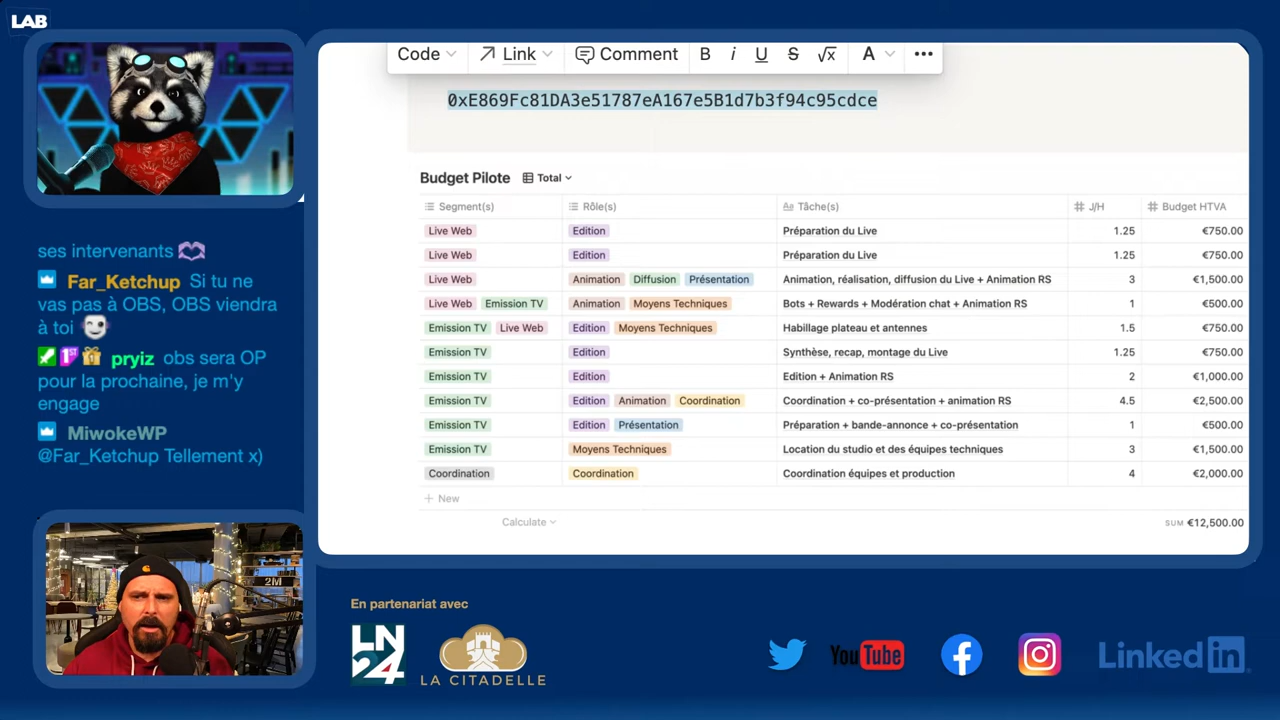 LAB
Code
Link
Comment
B i U S √x A •••
0xE869Fc81DA3e51787eA167e5B1d7b3f94c95cdce
Budget Pilote Total
Segment(s) Rôle(s) Aa Tâche(s) # J/H # Budget HTVA
Live Web Edition Préparation du Live 1.25 €750.00
Live Web Edition Préparation du Live 1.25 €750.00
Live Web Animation Diffusion Présentation Animation, réalisation, diffusion du Live + Animation RS 3 €1,500.00
Live Web Emission TV Animation Moyens Techniques Bots + Rewards + Modération chat + Animation RS 1 €500.00
Emission TV Live Web Edition Moyens Techniques Habillage plateau et antennes 1.5 €750.00
Emission TV Edition Synthèse, recap, montage du Live 1.25 €750.00
Emission TV Edition Edition + Animation RS 2 €1,000.00
Emission TV Edition Animation Coordination Coordination + co-présentation + animation RS 4.5 €2,500.00
Emission TV Edition Présentation Préparation + bande-annonce + co-présentation 1 €500.00
Emission TV Moyens Techniques Location du studio et des équipes techniques 3 €1,500.00
Coordination Coordination Coordination équipes et production 4 €2,000.00
+ New
Calculate SUM €12,500.00
ses intervenants
Far_Ketchup Si tu ne
vas pas à OBS, OBS viendra
à toi
1ST pryiz obs sera OP
pour la prochaine, je m'y
engage
MiwokeWP
@Far_Ketchup Tellement x)
2M
En partenariat avec
LN
24
LA CITADELLE
YouTube
LinkedIn